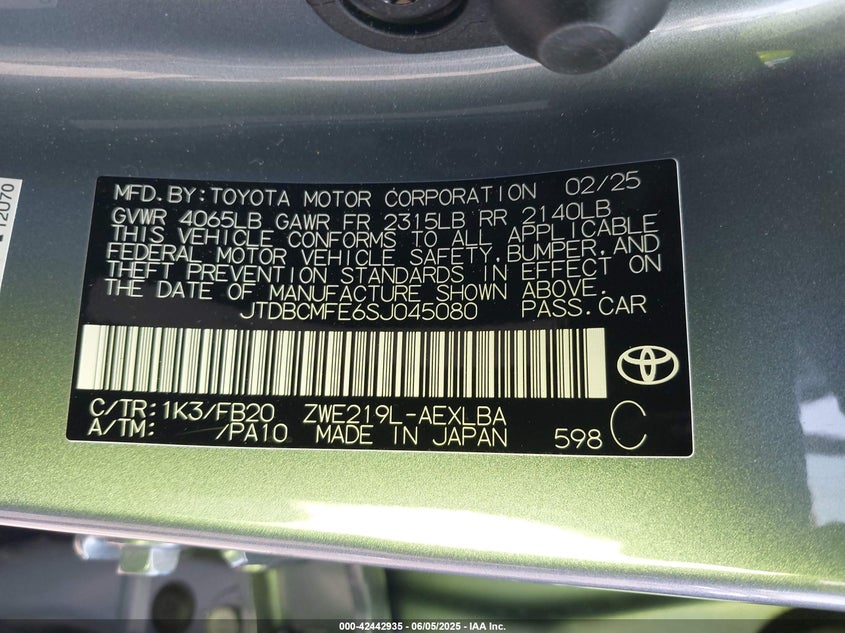 MFD.BY:TOYOTA MOTOR CORPORATION 02/25
GVWR 4065LB GAWR FR 2315LB RR 2140LB
THIS VEHICLE CONFORMS TO ALL APPLICABLE
FEDERAL MOTOR VEHICLE SAFETY,BUMPER,AND
THEFT PREVENTION STANDARDS IN EFFECT ON
THE DATE OF MANUFACTURE SHOWN ABOVE.
JTDBCMFE6SJ045080 PASS.CAR
C/TR:1K3/FB20 ZWE219L-AEXLBA
A/TM: /PA10 MADE IN JAPAN 598 C
12U70
000-42442935 - 06/05/2025 - IAA Inc.